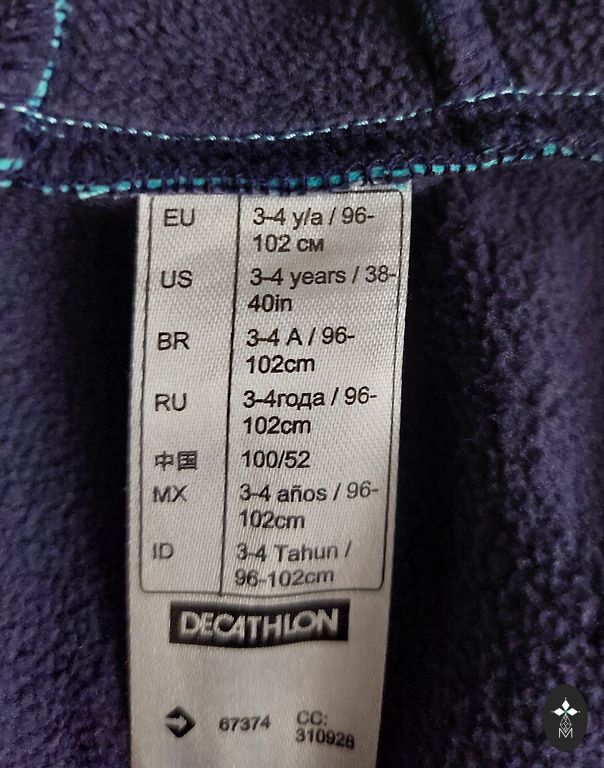 EU 3-4 y/a / 96-
102 CM
US 3-4 years / 38-
40in
BR 3-4 A / 96-
102cm
RU 3-4года / 96-
102cm
中国 100/52
MX 3-4 años / 96-
102cm
ID 3-4 Tahun /
96-102cm
DECATHLON
67374 CC:
310928
M